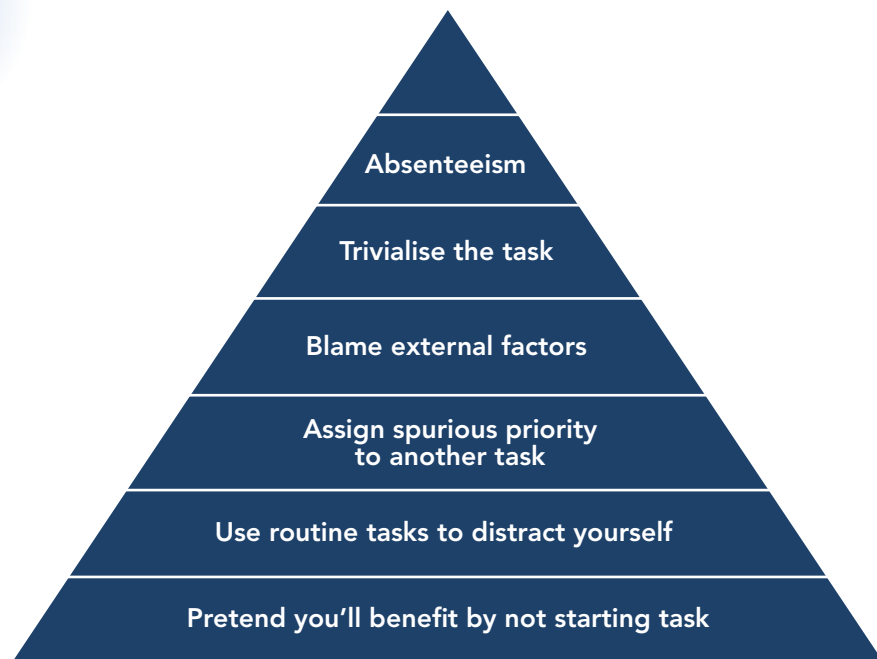 Absenteeism
Trivialise the task
Blame external factors
Assign spurious priority
to another task
Use routine tasks to distract yourself
Pretend you’ll benefit by not starting task